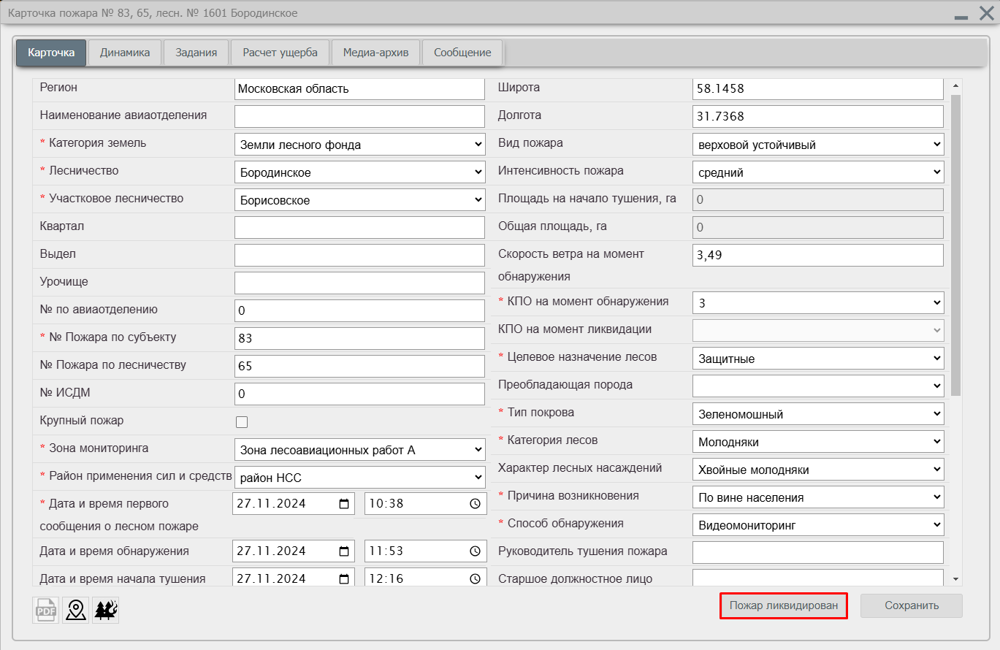 Карточка пожара № 83, 65, лесн. № 1601 Бородинское
Карточка Динамика Задания Расчет ущерба Медиа-архив Сообщение
Регион Московская область
Наименование авиаотделения
* Категория земель Земли лесного фонда
* Лесничество Бородинское
* Участковое лесничество Борисовское
Квартал
Выдел
Урочище
№ по авиаотделению 0
* № Пожара по субъекту 83
№ Пожара по лесничеству 65
№ ИСДМ 0
Крупный пожар
* Зона мониторинга Зона лесоавиационных работ А
* Район применения сил и средств район НСС
* Дата и время первого 27.11.2024 10:38
сообщения о лесном пожаре
Дата и время обнаружения 27.11.2024 11:53
Дата и время начала тушения 27.11.2024 12:16
Широта 58.1458
Долгота 31.7368
Вид пожара верховой устойчивый
Интенсивность пожара средний
Площадь на начало тушения, га 0
Общая площадь, га 0
Скорость ветра на момент 3,49
обнаружения
* КПО на момент обнаружения 3
КПО на момент ликвидации
* Целевое назначение лесов Защитные
Преобладающая порода
* Тип покрова Зеленомошный
* Категория лесов Молодняки
Характер лесных насаждений Хвойные молодняки
* Причина возникновения По вине населения
* Способ обнаружения Видеомониторинг
Руководитель тушения пожара
Старшое должностное лицо
PDF
Пожар ликвидирован Сохранить